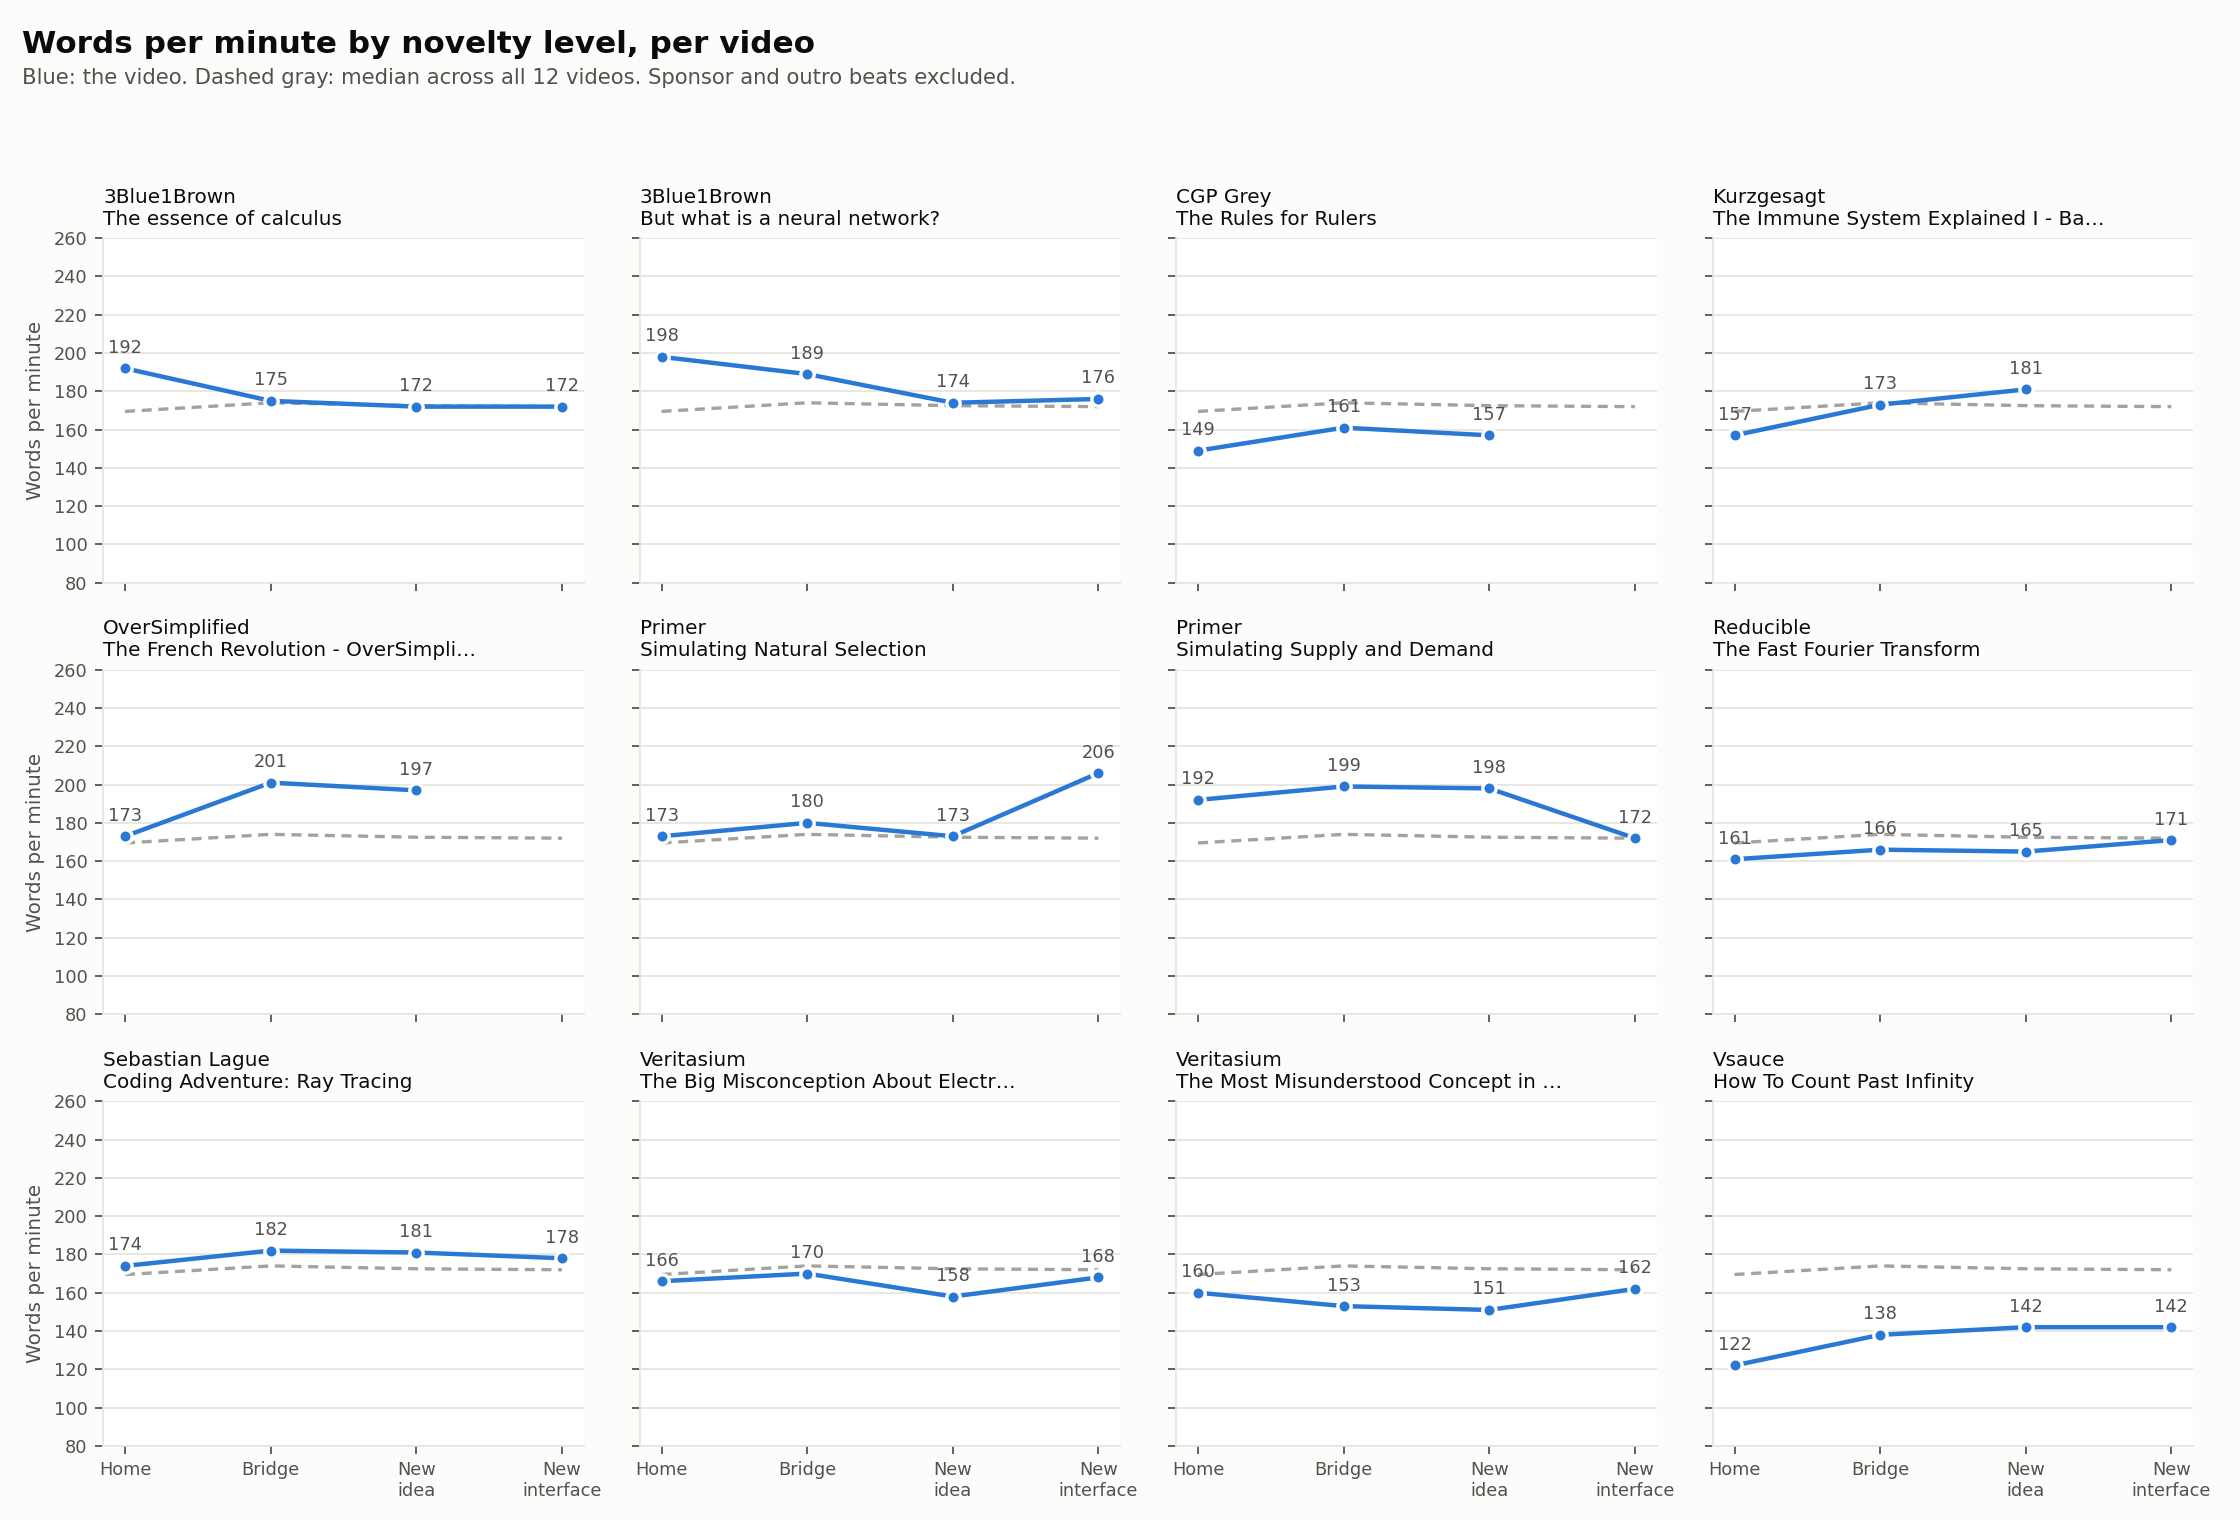 Words per minute by novelty level, per video
Blue: the video. Dashed gray: median across all 12 videos. Sponsor and outro beats excluded.
3Blue1Brown
The essence of calculus
Words per minute
260
240
220
200
180
160
140
120
100
80
192
175
172
172
3Blue1Brown
But what is a neural network?
198
189
174
176
CGP Grey
The Rules for Rulers
149
161
157
Kurzgesagt
The Immune System Explained I - Ba…
157
173
181
OverSimplified
The French Revolution - OverSimpli…
Words per minute
260
240
220
200
180
160
140
120
100
80
173
201
197
Primer
Simulating Natural Selection
173
180
173
206
Primer
Simulating Supply and Demand
192
199
198
172
Reducible
The Fast Fourier Transform
161
166
165
171
Sebastian Lague
Coding Adventure: Ray Tracing
Words per minute
260
240
220
200
180
160
140
120
100
80
174
182
181
178
Home
Bridge
New
idea
New
interface
Veritasium
The Big Misconception About Electr…
166
170
158
168
Home
Bridge
New
idea
New
interface
Veritasium
The Most Misunderstood Concept in …
160
153
151
162
Home
Bridge
New
idea
New
interface
Vsauce
How To Count Past Infinity
122
138
142
142
Home
Bridge
New
idea
New
interface